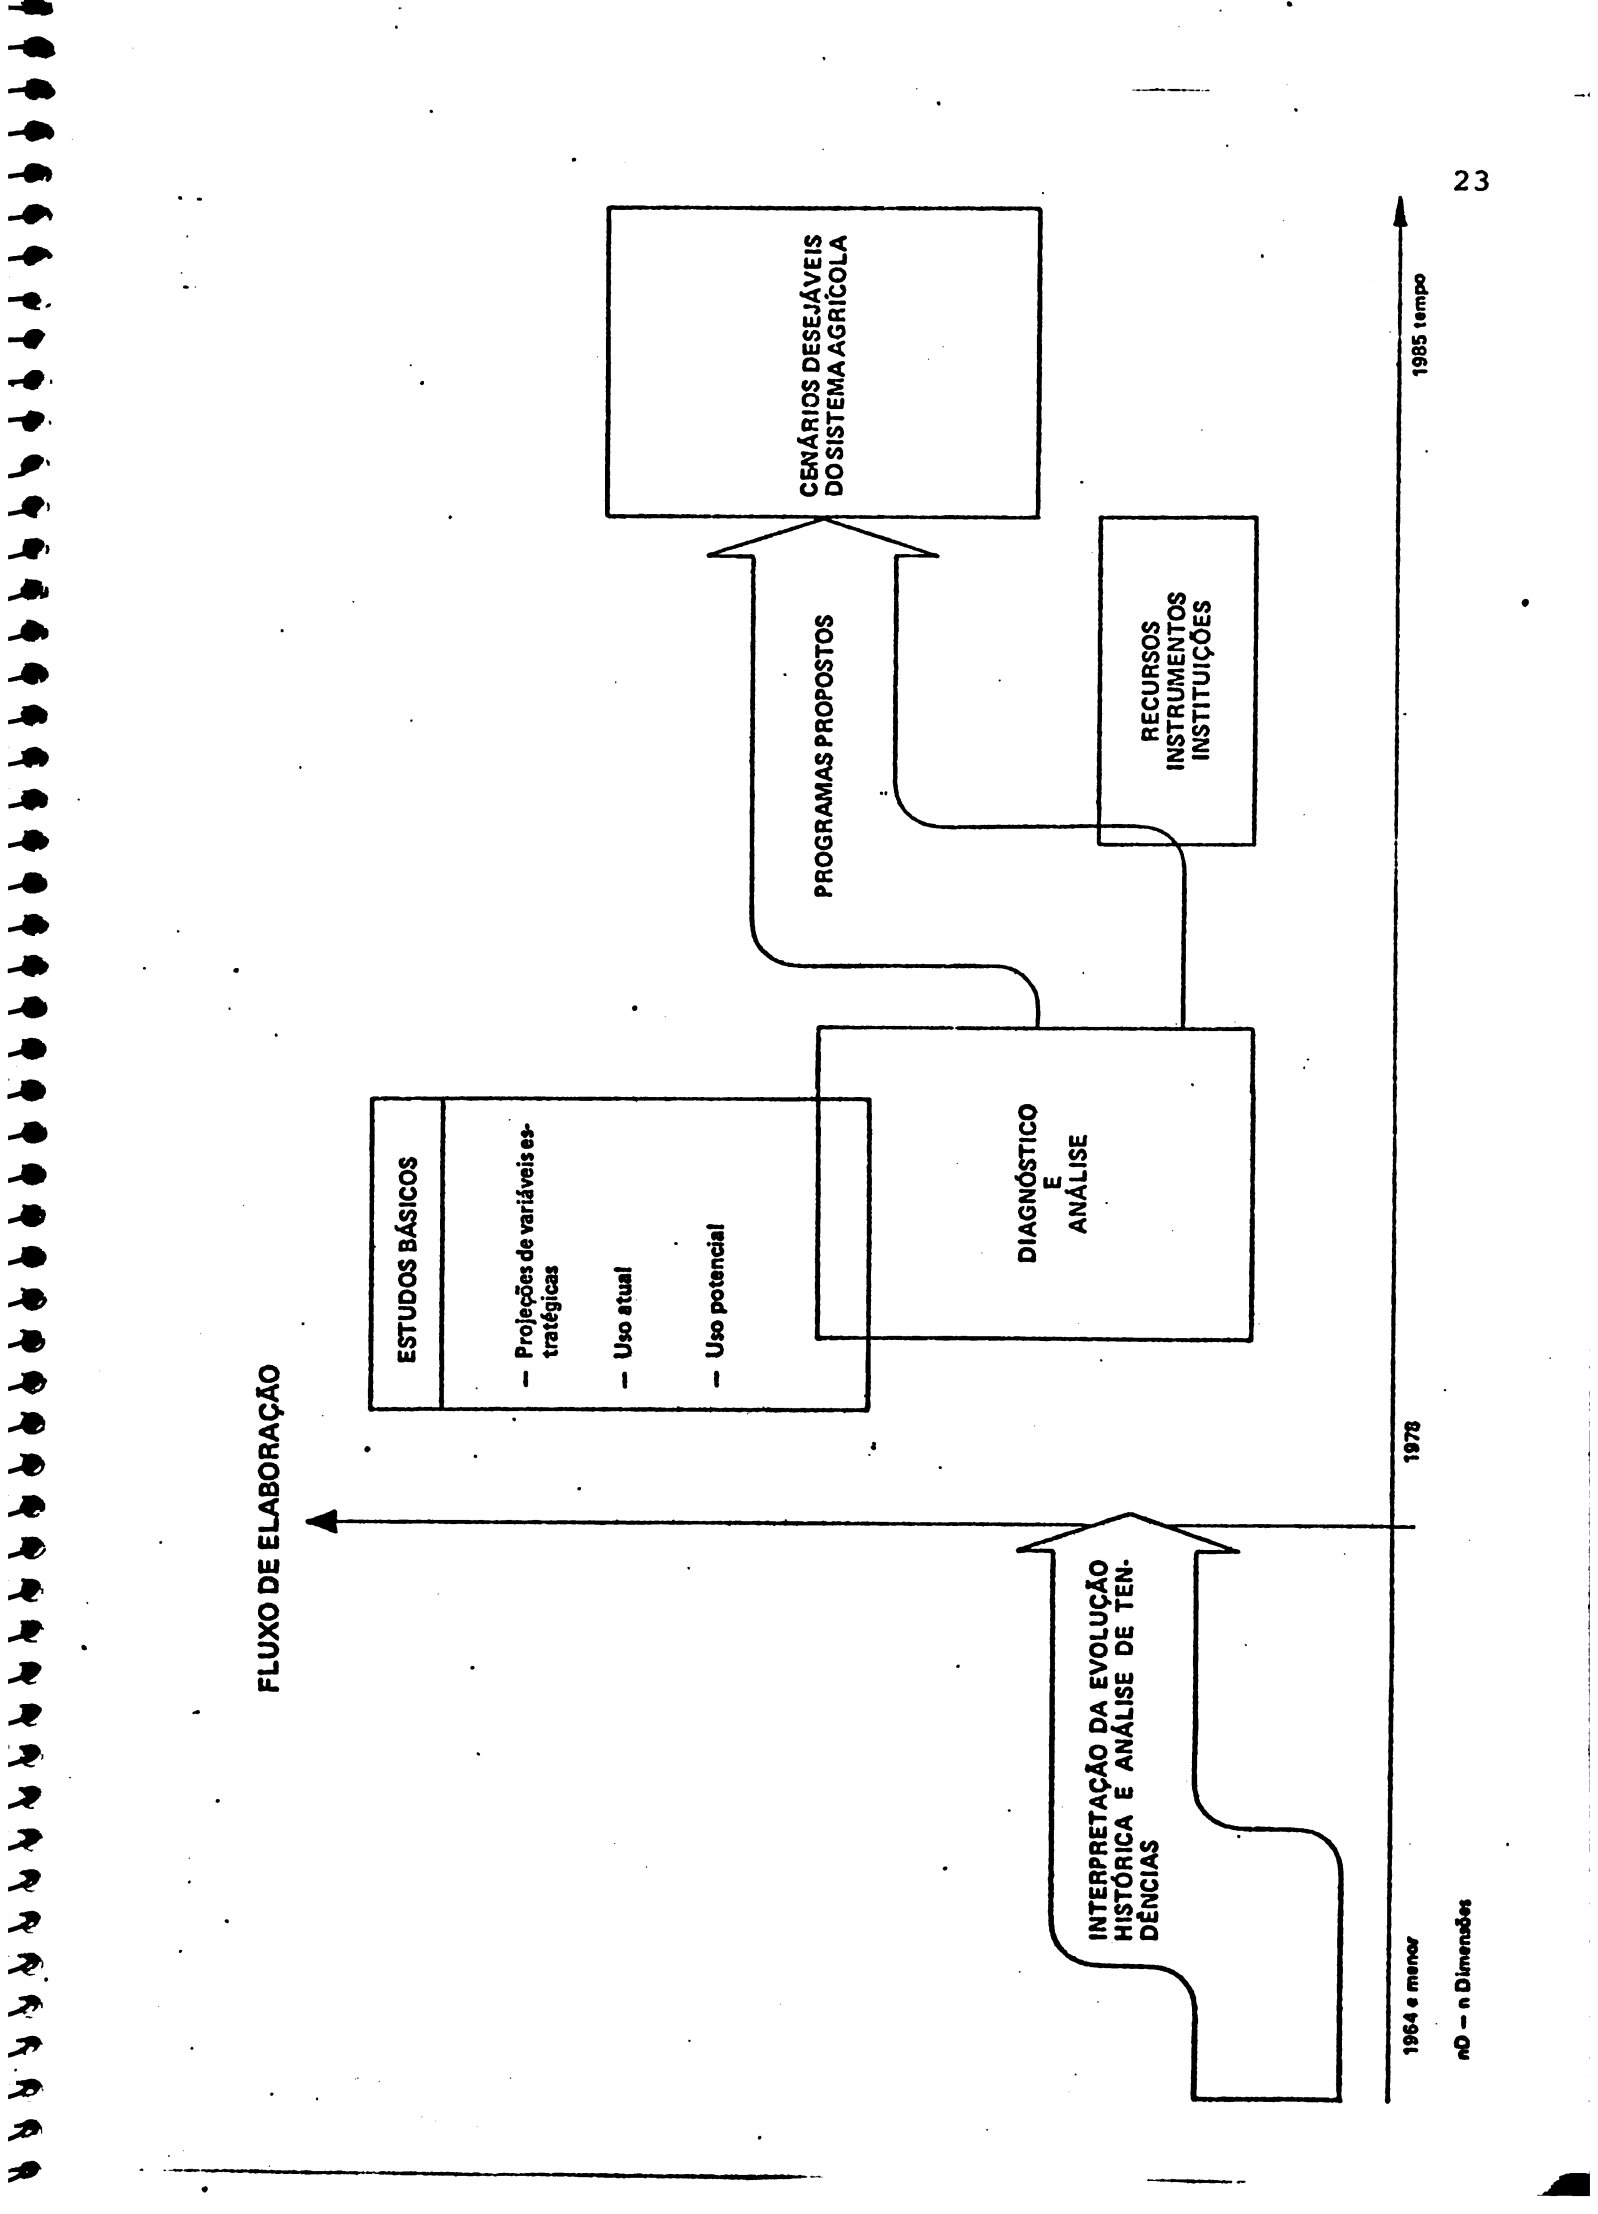 23
FLUXO DE ELABORAÇÃO
ESTUDOS BÁSICOS
— Projeções de variáveis es-
tratégicas
— Uso atual
— Uso potencial
DIAGNÓSTICO
E
ANÁLISE
INTERPRETAÇÃO DA EVOLUÇÃO
HISTÓRICA E ANÁLISE DE TEN-
DÊNCIAS
PROGRAMAS PROPOSTOS
CENÁRIOS DESEJÁVEIS
DO SISTEMA AGRÍCOLA
RECURSOS
INSTRUMENTOS
INSTITUIÇÕES
1964 e menor
1978
1985 tempo
nD — n Dimensões